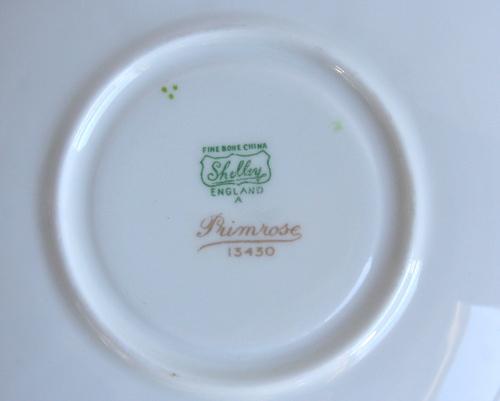 FINE BONE CHINA
Shelley
ENGLAND
A
Primrose
13430